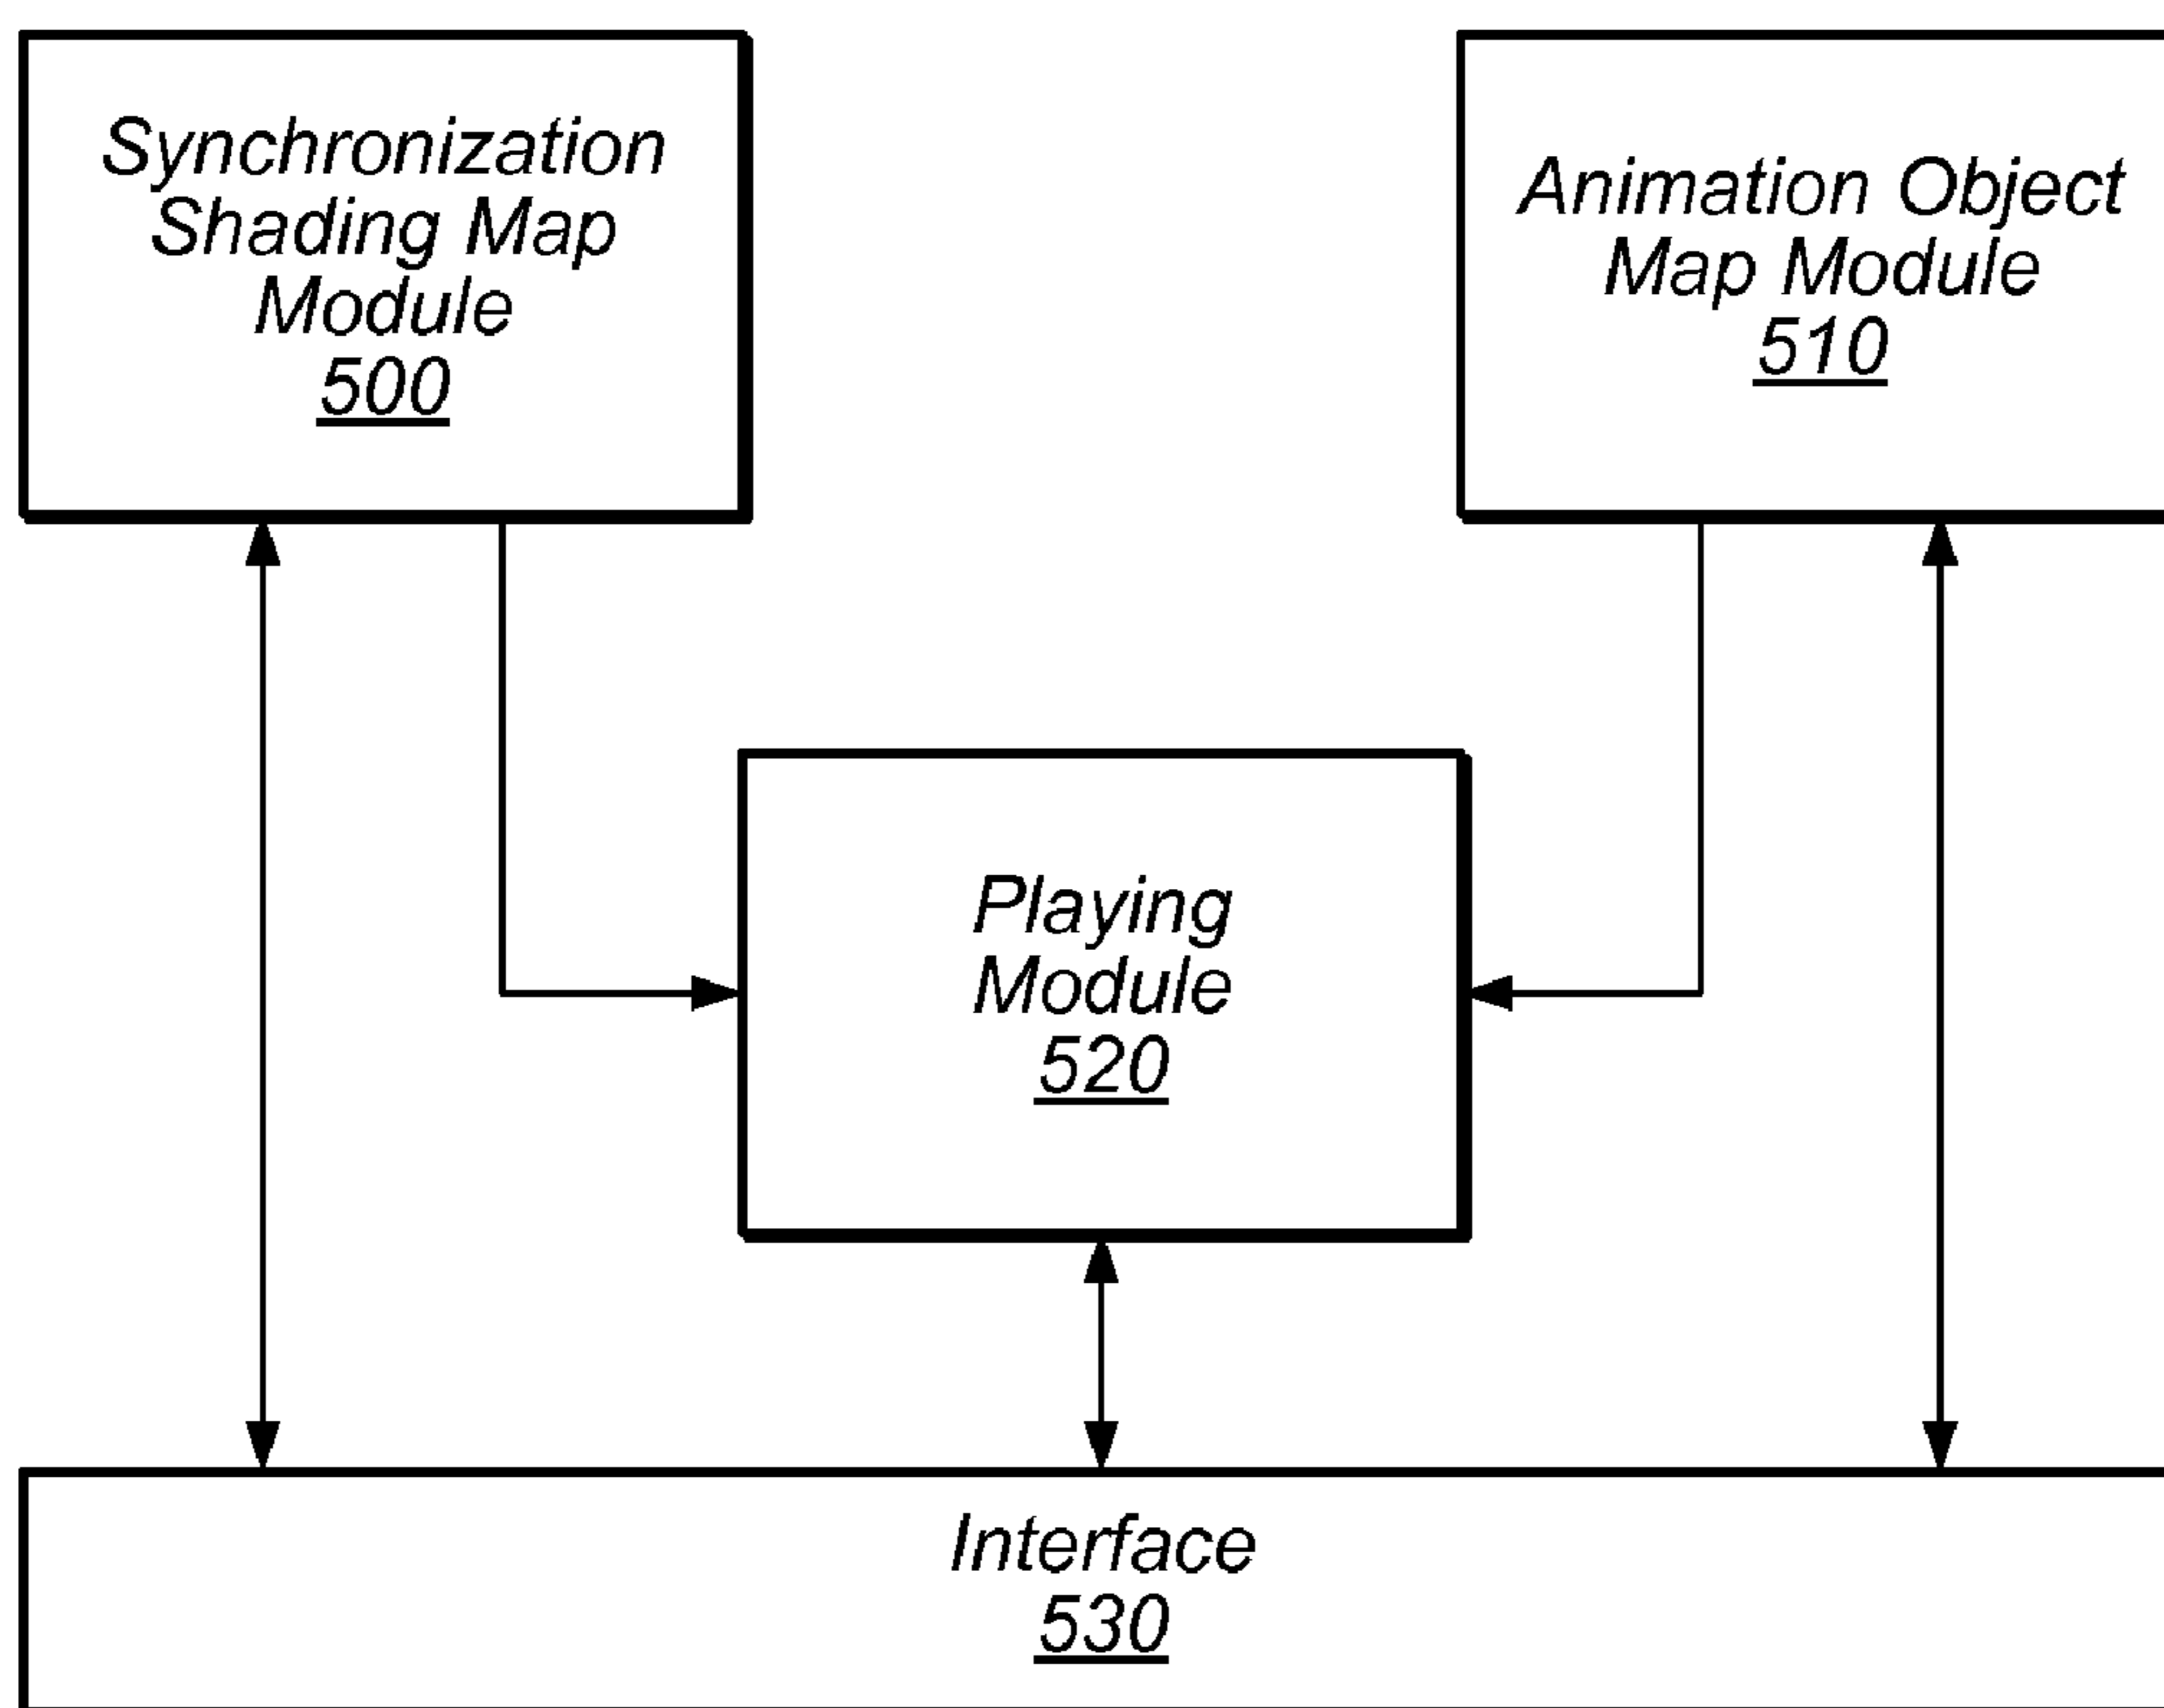 Synchronization
Shading Map
Module
500
Animation Object
Map Module
510
Playing
Module
520
Interface
530